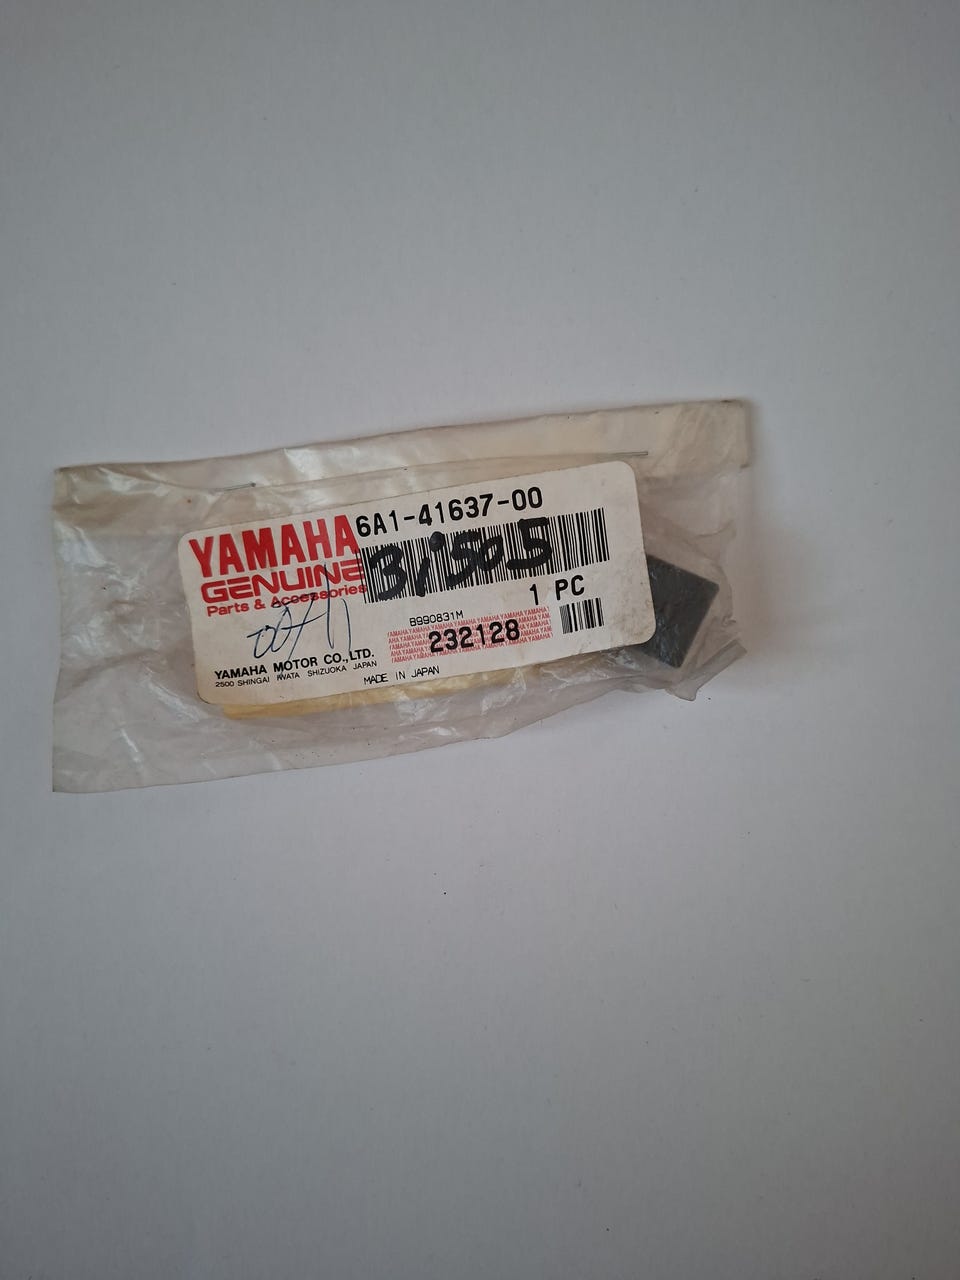 YAMAHA
GENUINE
Parts & Accessories
6A1-41637-00
B1505
1 PC
B990831M
232128
YAMAHA MOTOR CO.,LTD.
2500 SHINGAI IWATA SHIZUOKA JAPAN
MADE IN JAPAN